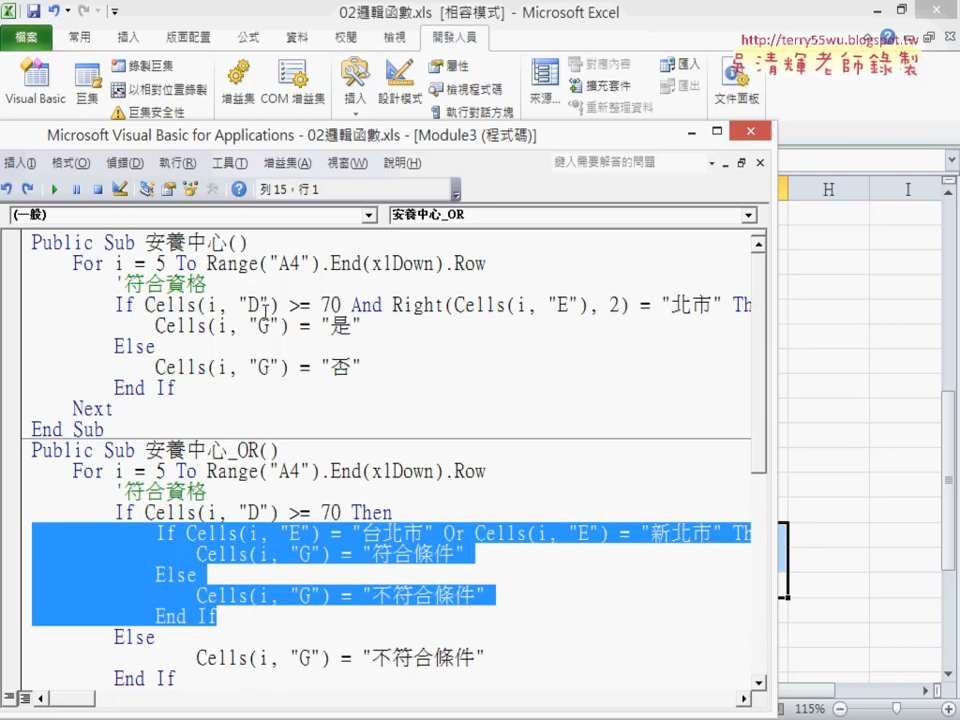 02邏輯函數.xls [相容模式] - Microsoft Excel
檔案 常用 插入 版面配置 公式 資料 校閱 檢視 開發人員
http://terry55wu.blogspot.tw
吳清輝老師錄製
Visual Basic 巨集 錄製巨集 以相對位置錄製 巨集安全性 增益集 COM 增益集 插入 設計模式 屬性 檢視程式碼 執行對話方塊 來源... 對應內容 擴充套件 重新整理資料 匯入 匯出 文件面板
Microsoft Visual Basic for Applications - 02邏輯函數.xls - [Module3 (程式碼)]
插入(I) 格式(O) 偵錯(D) 執行(R) 工具(T) 增益集(A) 視窗(W) 說明(H) 鍵入需要解答的問題
列 15，行 1
(一般) 安養中心_OR
H I
Public Sub 安養中心()
For i = 5 To Range("A4").End(xlDown).Row
'符合資格
If Cells(i, "D") >= 70 And Right(Cells(i, "E"), 2) = "北市" Th
Cells(i, "G") = "是"
Else
Cells(i, "G") = "否"
End If
Next
End Sub
Public Sub 安養中心_OR()
For i = 5 To Range("A4").End(xlDown).Row
'符合資格
If Cells(i, "D") >= 70 Then
If Cells(i, "E") = "台北市" Or Cells(i, "E") = "新北市" Th
Cells(i, "G") = "符合條件"
Else
Cells(i, "G") = "不符合條件"
End If
Else
Cells(i, "G") = "不符合條件"
End If
115%